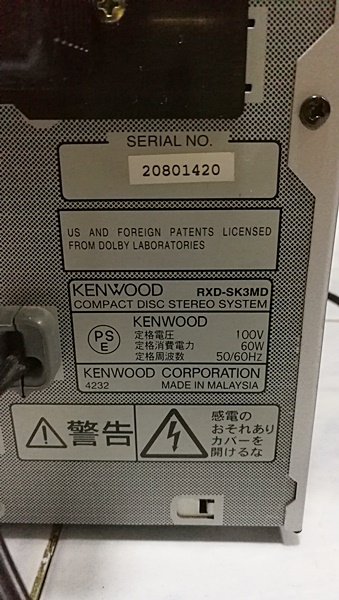 SERIAL NO.
20801420
US AND FOREIGN PATENTS LICENSED
FROM DOLBY LABORATORIES
KENWOOD RXD-SK3MD
COMPACT DISC STEREO SYSTEM
PS
E
KENWOOD
定格電圧 100V
定格消費電力 60W
定格周波数 50/60Hz
KENWOOD CORPORATION
4232 MADE IN MALAYSIA
警告
感電の
おそれあり
カバーを
開けるな